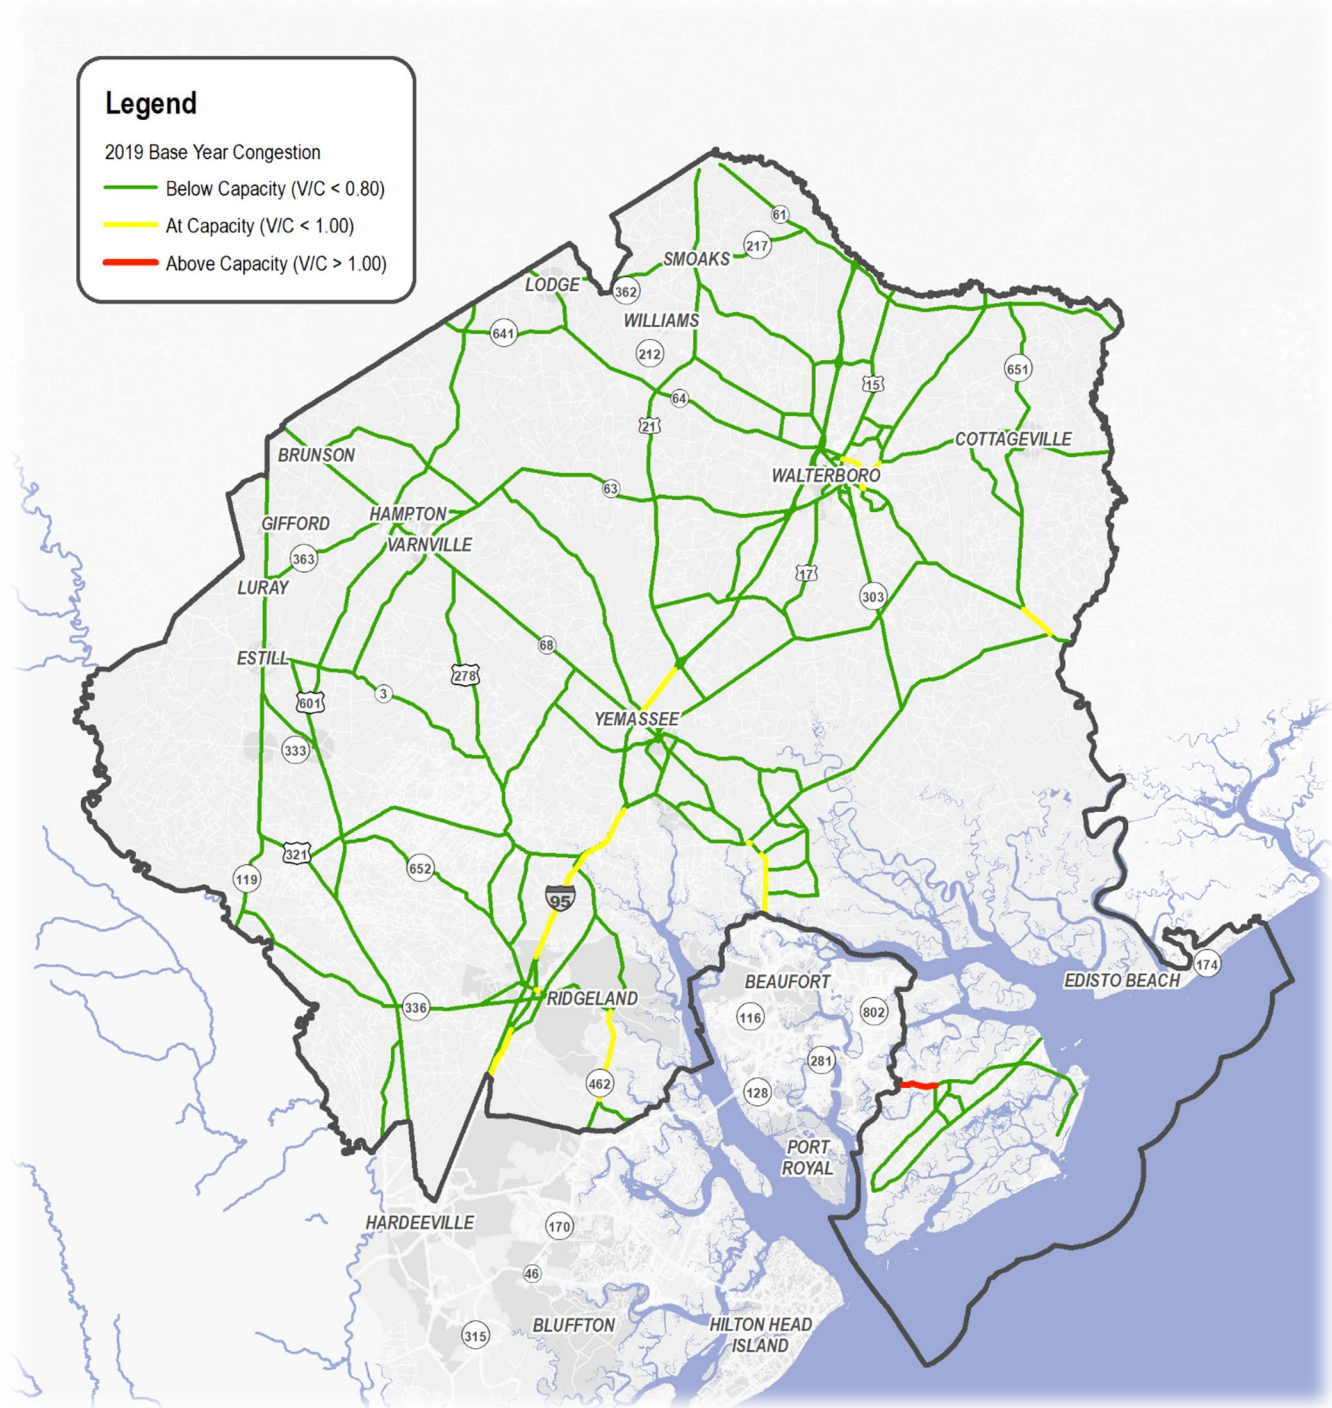 Legend
2019 Base Year Congestion
Below Capacity (V/C < 0.80)
At Capacity (V/C < 1.00)
Above Capacity (V/C > 1.00)
61
217
SMOAKS
LODGE
362
WILLIAMS
641
212
651
15
64
21
COTTAGEVILLE
BRUNSON
WALTERBORO
63
HAMPTON
GIFFORD
VARNVILLE
363
17
LURAY
303
68
ESTILL
278
3
601
YEMASSEE
333
321
652
119
95
174
EDISTO BEACH
BEAUFORT
RIDGELAND
336
116
802
281
462
128
PORT
ROYAL
HARDEEVILLE
170
46
BLUFFTON
HILTON HEAD
ISLAND
315